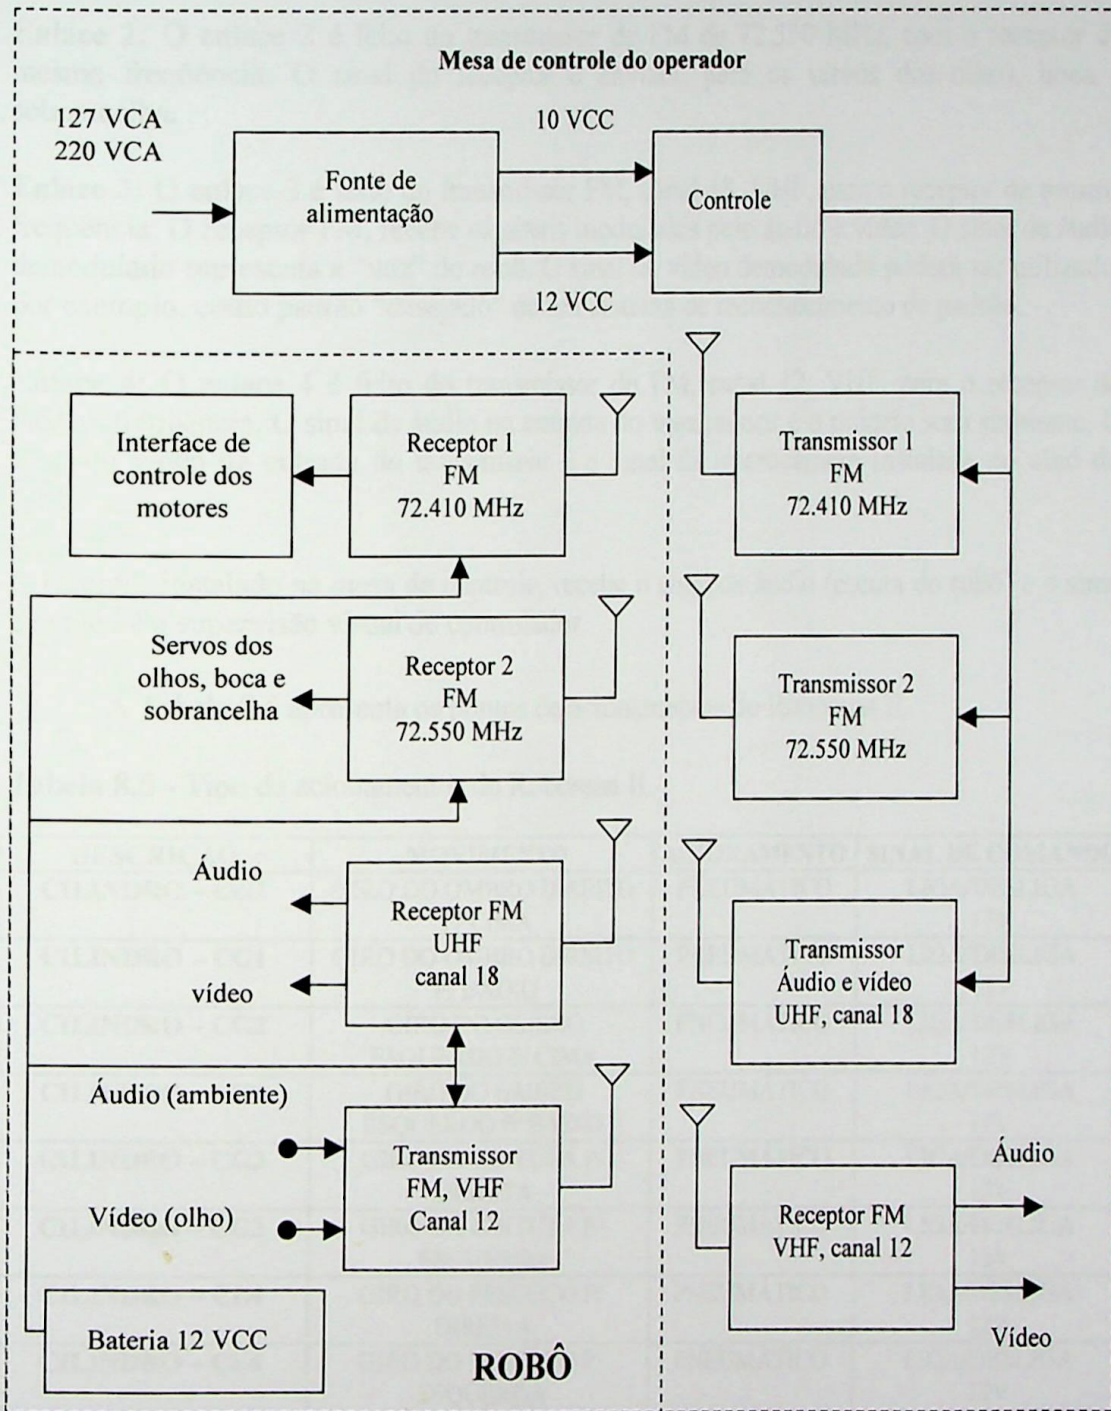 Mesa de controle do operador
127 VCA
220 VCA
10 VCC
Fonte de
alimentação
Controle
12 VCC
Interface de
controle dos
motores
Receptor 1
FM
72.410 MHz
Transmissor 1
FM
72.410 MHz
Servos dos
olhos, boca e
sobrancelha
Receptor 2
FM
72.550 MHz
Transmissor 2
FM
72.550 MHz
Áudio
vídeo
Receptor FM
UHF
canal 18
Transmissor
Áudio e vídeo
UHF, canal 18
Áudio (ambiente)
Vídeo (olho)
Transmissor
FM, VHF
Canal 12
Receptor FM
VHF, canal 12
Áudio
Vídeo
Bateria 12 VCC
ROBÔ